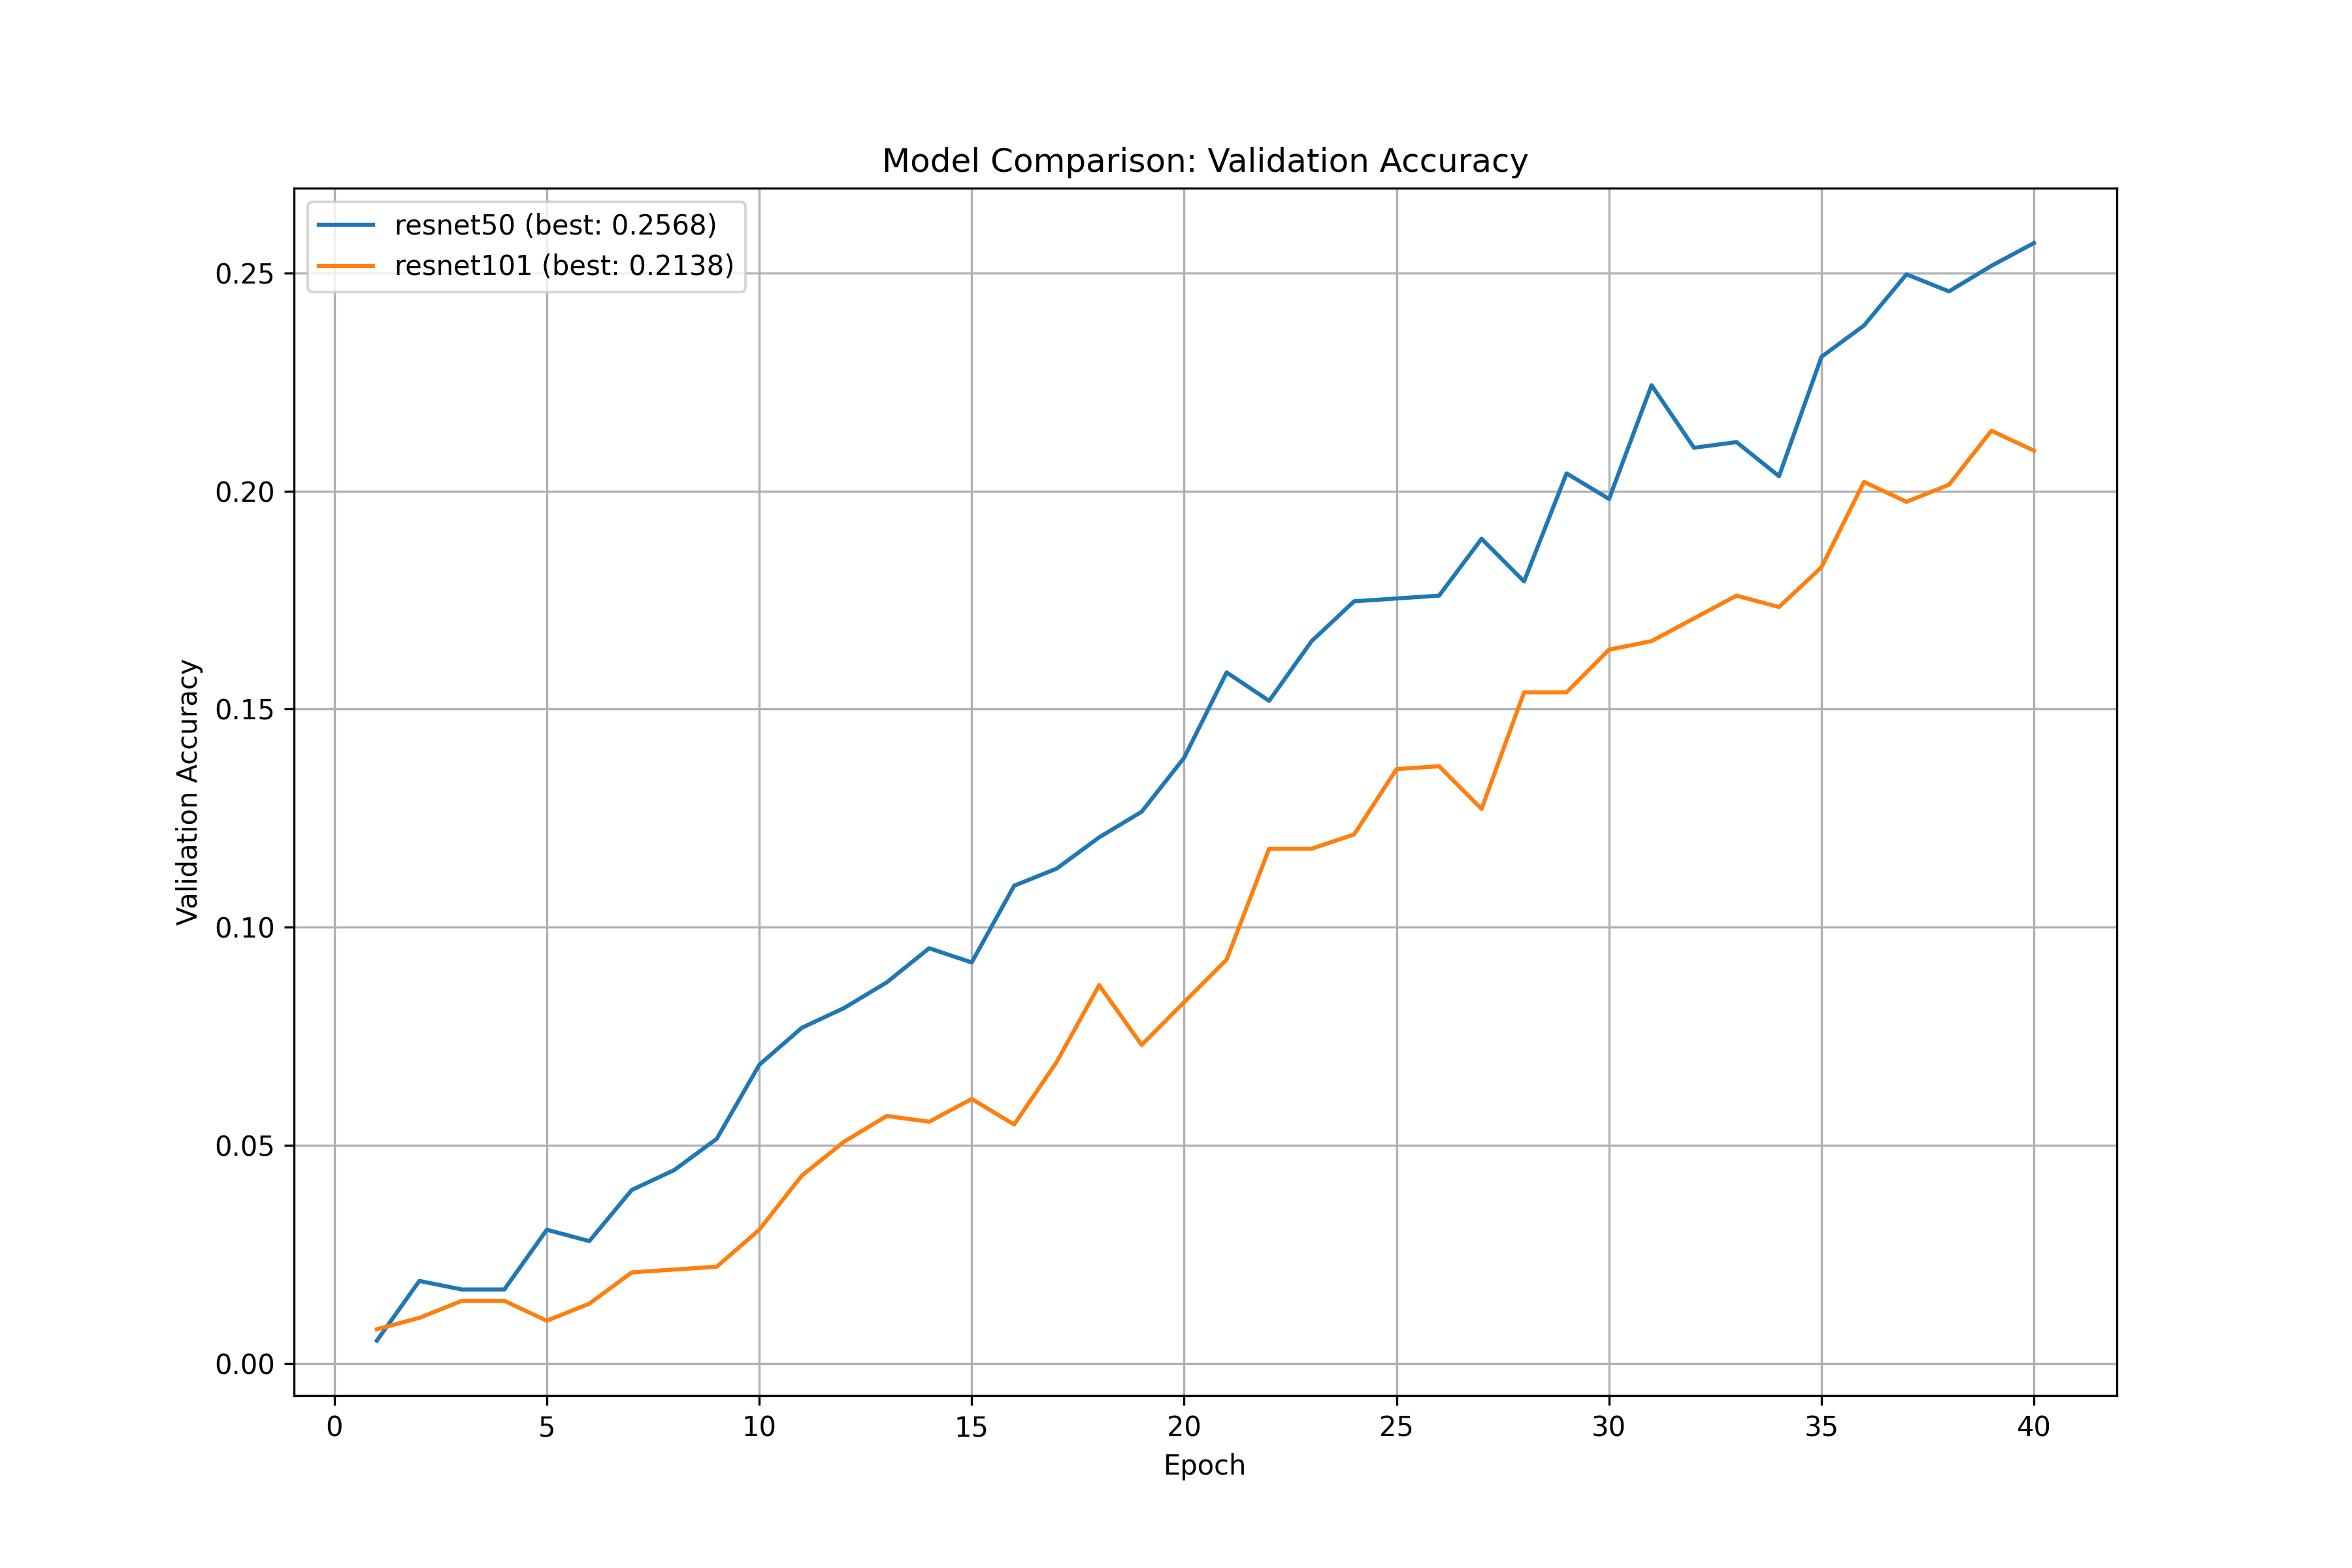 Model Comparison: Validation Accuracy
resnet50 (best: 0.2568)
resnet101 (best: 0.2138)
Validation Accuracy
0.25
0.20
0.15
0.10
0.05
0.00
0 5 10 15 20 25 30 35 40
Epoch